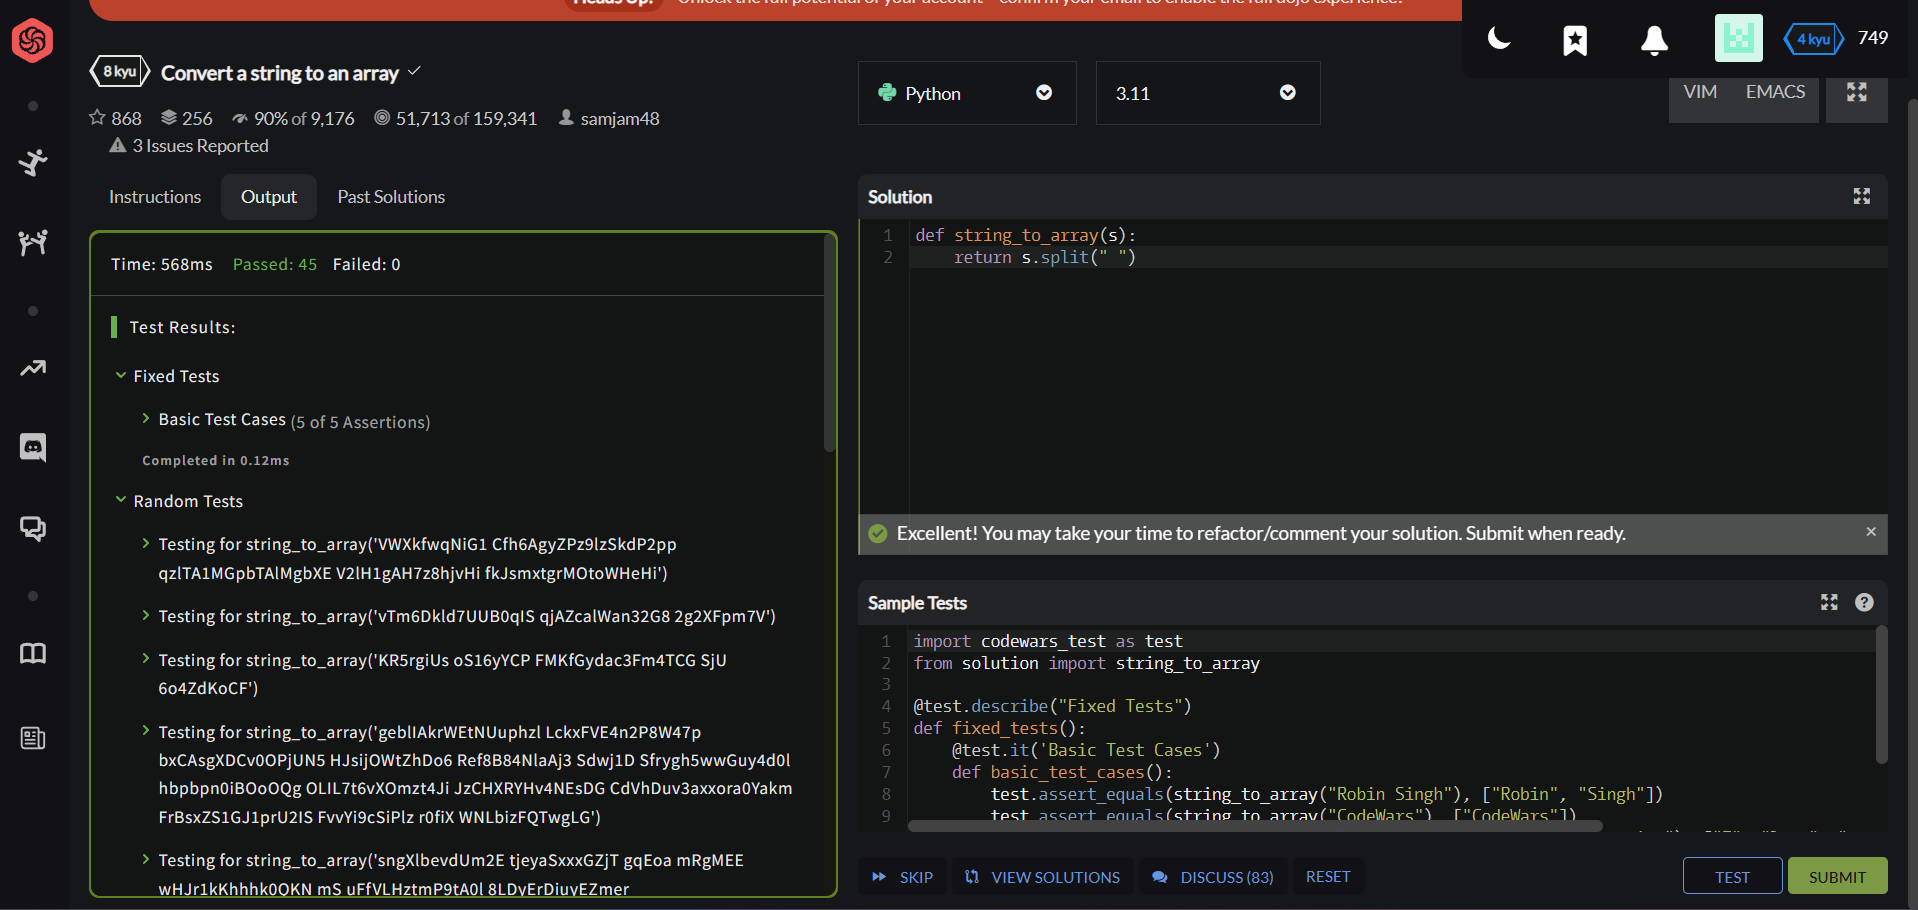 Heads Up! Unlock the full potential of your account - confirm your email to enable the full dojo experience!
8 kyu Convert a string to an array
868 256 90% of 9,176 51,713 of 159,341 samjam48
3 Issues Reported
4 kyu 749
Python 3.11
VIM EMACS
Instructions Output Past Solutions
Time: 568ms Passed: 45 Failed: 0
Test Results:
Fixed Tests
Basic Test Cases (5 of 5 Assertions)
Completed in 0.12ms
Random Tests
Testing for string_to_array('VWXkfwqNiG1 Cfh6AgyZPz9lzSkdP2pp
qzlTA1MGpbTAlMgbXE V2lH1gAH7z8hjvHi fkJsmxtgrMOtoWHeHi')
Testing for string_to_array('vTm6Dkld7UUB0qIS qjAZcalWan32G8 2g2XFpm7V')
Testing for string_to_array('KR5rgiUs oS16yYCP FMKfGydac3Fm4TCG SjU
6o4ZdKoCF')
Testing for string_to_array('geblIAkrWEtNUuphzl LckxFVE4n2P8W47p
bxCAsgXDCv0OPjUN5 HJsijOWtZhDo6 Ref8B84NlaAj3 Sdwj1D Sfrygh5wwGuy4d0l
hbpbpn0iBOoOQg OLIL7t6vXOmzt4Ji JzCHXRYHv4NEsDG CdVhDuv3axxora0Yakm
FrBsxZS1GJ1prU2IS FvvYi9cSiPlz r0fiX WNLbizFQTwgLG')
Testing for string_to_array('sngXlbevdUm2E tjeyaSxxxGZjT gqEoa mRgMEE
wHJr1kKhhhk0OKN mS uFfVLHztmP9tA0l 8LDyErDiuyEZmer
Solution
1 def string_to_array(s):
2 return s.split(" ")
Excellent! You may take your time to refactor/comment your solution. Submit when ready.
Sample Tests
1 import codewars_test as test
2 from solution import string_to_array
3
4 @test.describe("Fixed Tests")
5 def fixed_tests():
6 @test.it('Basic Test Cases')
7 def basic_test_cases():
8 test.assert_equals(string_to_array("Robin Singh"), ["Robin", "Singh"])
9 test.assert_equals(string_to_array("CodeWars"), ["CodeWars"])
SKIP VIEW SOLUTIONS DISCUSS (83) RESET TEST SUBMIT